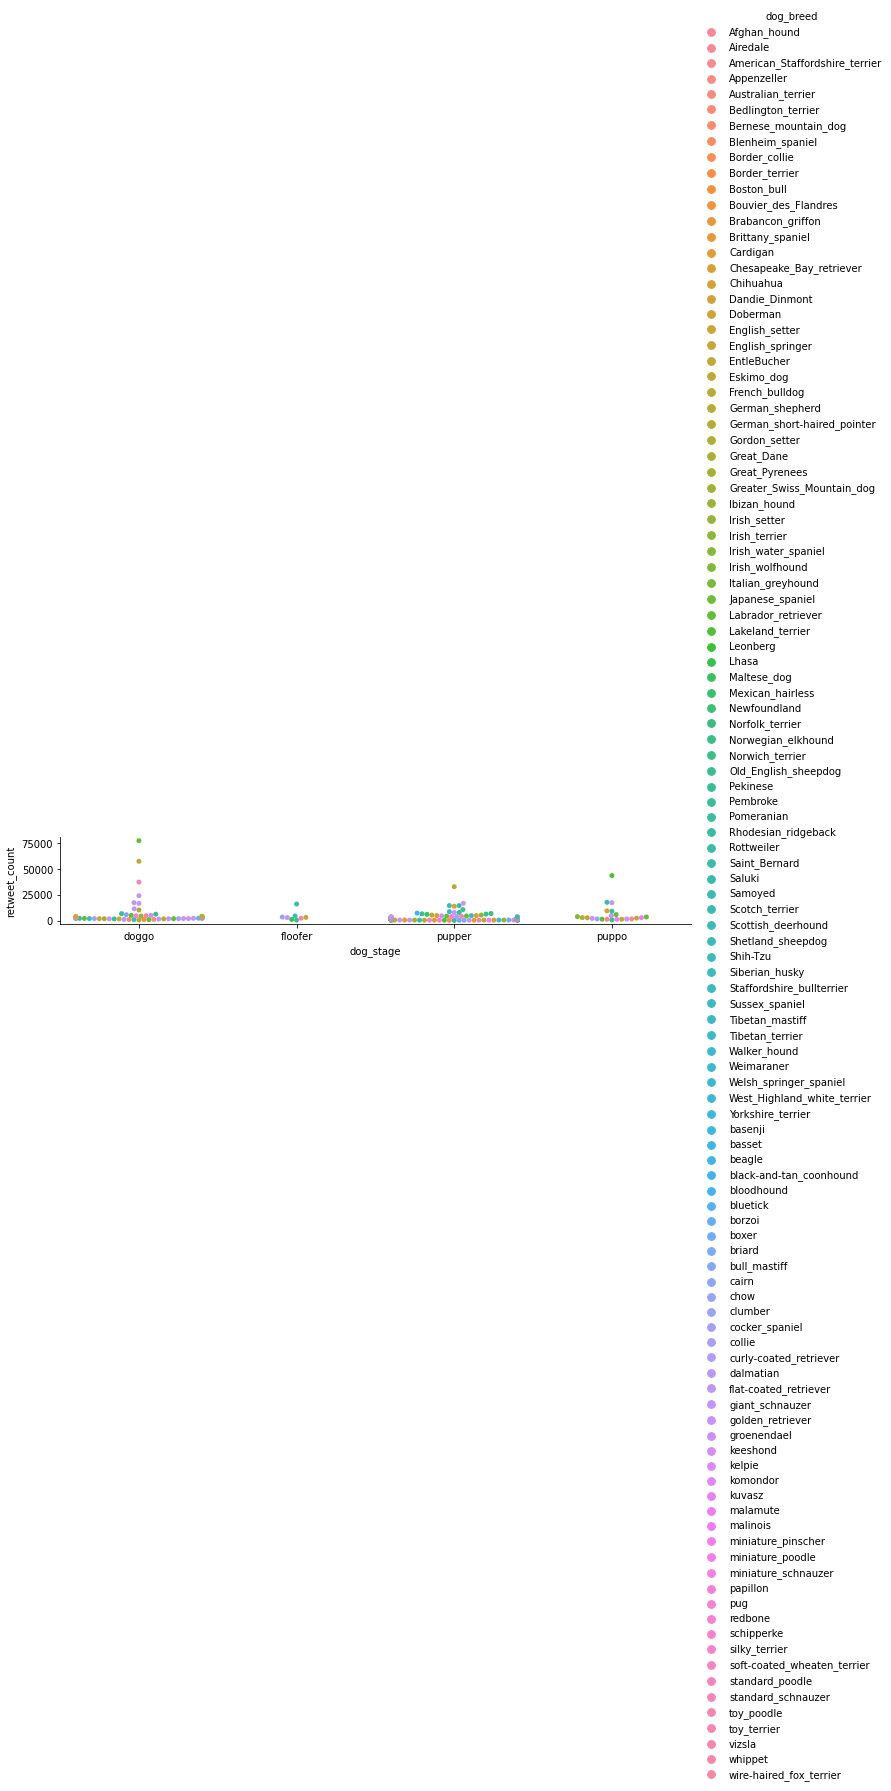 dog_breed
Afghan_hound
Airedale
American_Staffordshire_terrier
Appenzeller
Australian_terrier
Bedlington_terrier
Bernese_mountain_dog
Blenheim_spaniel
Border_collie
Border_terrier
Boston_bull
Bouvier_des_Flandres
Brabancon_griffon
Brittany_spaniel
Cardigan
Chesapeake_Bay_retriever
Chihuahua
Dandie_Dinmont
Doberman
English_setter
English_springer
EntleBucher
Eskimo_dog
French_bulldog
German_shepherd
German_short-haired_pointer
Gordon_setter
Great_Dane
Great_Pyrenees
Greater_Swiss_Mountain_dog
Ibizan_hound
Irish_setter
Irish_terrier
Irish_water_spaniel
Irish_wolfhound
Italian_greyhound
Japanese_spaniel
Labrador_retriever
Lakeland_terrier
Leonberg
Lhasa
Maltese_dog
Mexican_hairless
Newfoundland
Norfolk_terrier
Norwegian_elkhound
Norwich_terrier
Old_English_sheepdog
Pekinese
Pembroke
Pomeranian
Rhodesian_ridgeback
Rottweiler
Saint_Bernard
Saluki
Samoyed
Scotch_terrier
Scottish_deerhound
Shetland_sheepdog
Shih-Tzu
Siberian_husky
Staffordshire_bullterrier
Sussex_spaniel
Tibetan_mastiff
Tibetan_terrier
Walker_hound
Weimaraner
Welsh_springer_spaniel
West_Highland_white_terrier
Yorkshire_terrier
basenji
basset
beagle
black-and-tan_coonhound
bloodhound
bluetick
borzoi
boxer
briard
bull_mastiff
cairn
chow
clumber
cocker_spaniel
collie
curly-coated_retriever
dalmatian
flat-coated_retriever
giant_schnauzer
golden_retriever
groenendael
keeshond
kelpie
komondor
kuvasz
malamute
malinois
miniature_pinscher
miniature_poodle
miniature_schnauzer
papillon
pug
redbone
schipperke
silky_terrier
soft-coated_wheaten_terrier
standard_poodle
standard_schnauzer
toy_poodle
toy_terrier
vizsla
whippet
wire-haired_fox_terrier
retweet_count
75000
50000
25000
0
doggo floofer pupper puppo
dog_stage